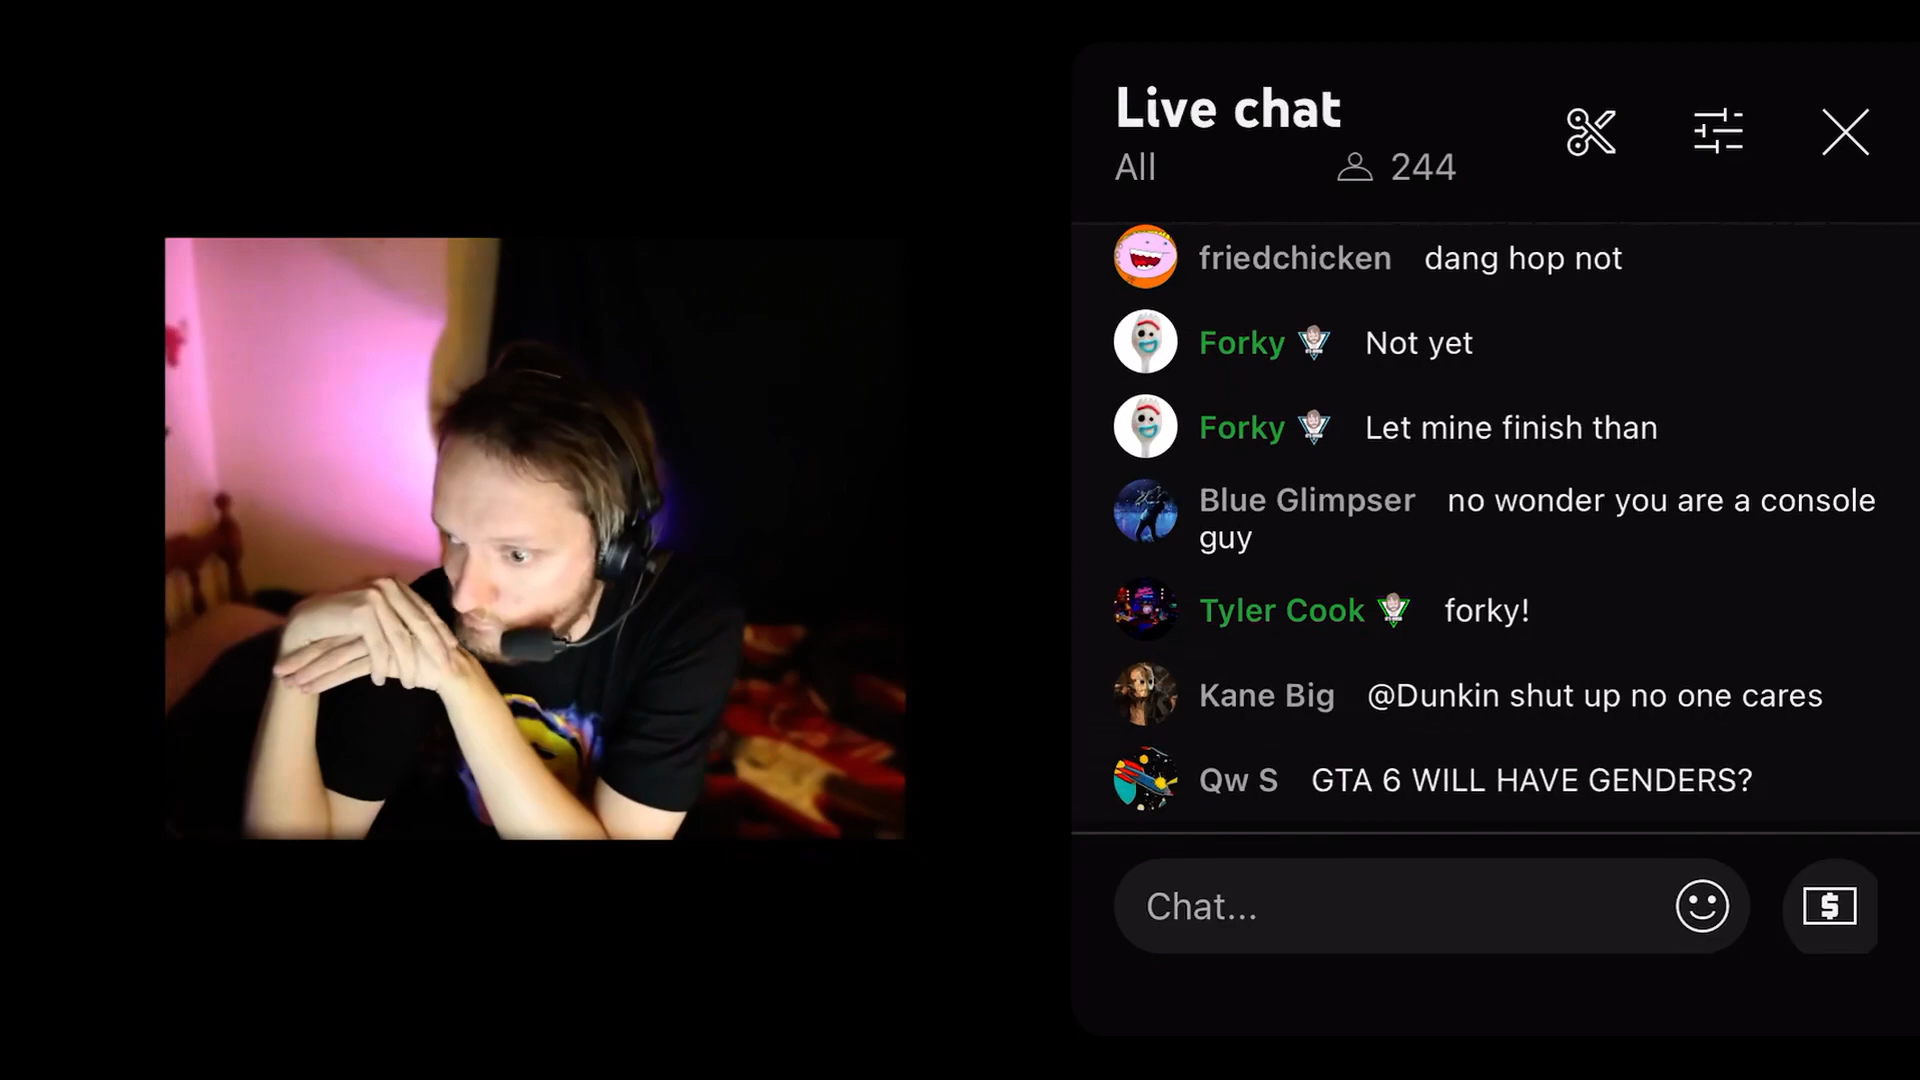 Live chat
All 244
friedchicken dang hop not
Forky Not yet
Forky Let mine finish than
Blue Glimpser no wonder you are a console
guy
Tyler Cook forky!
Kane Big @Dunkin shut up no one cares
Qw S GTA 6 WILL HAVE GENDERS?
Chat...
$